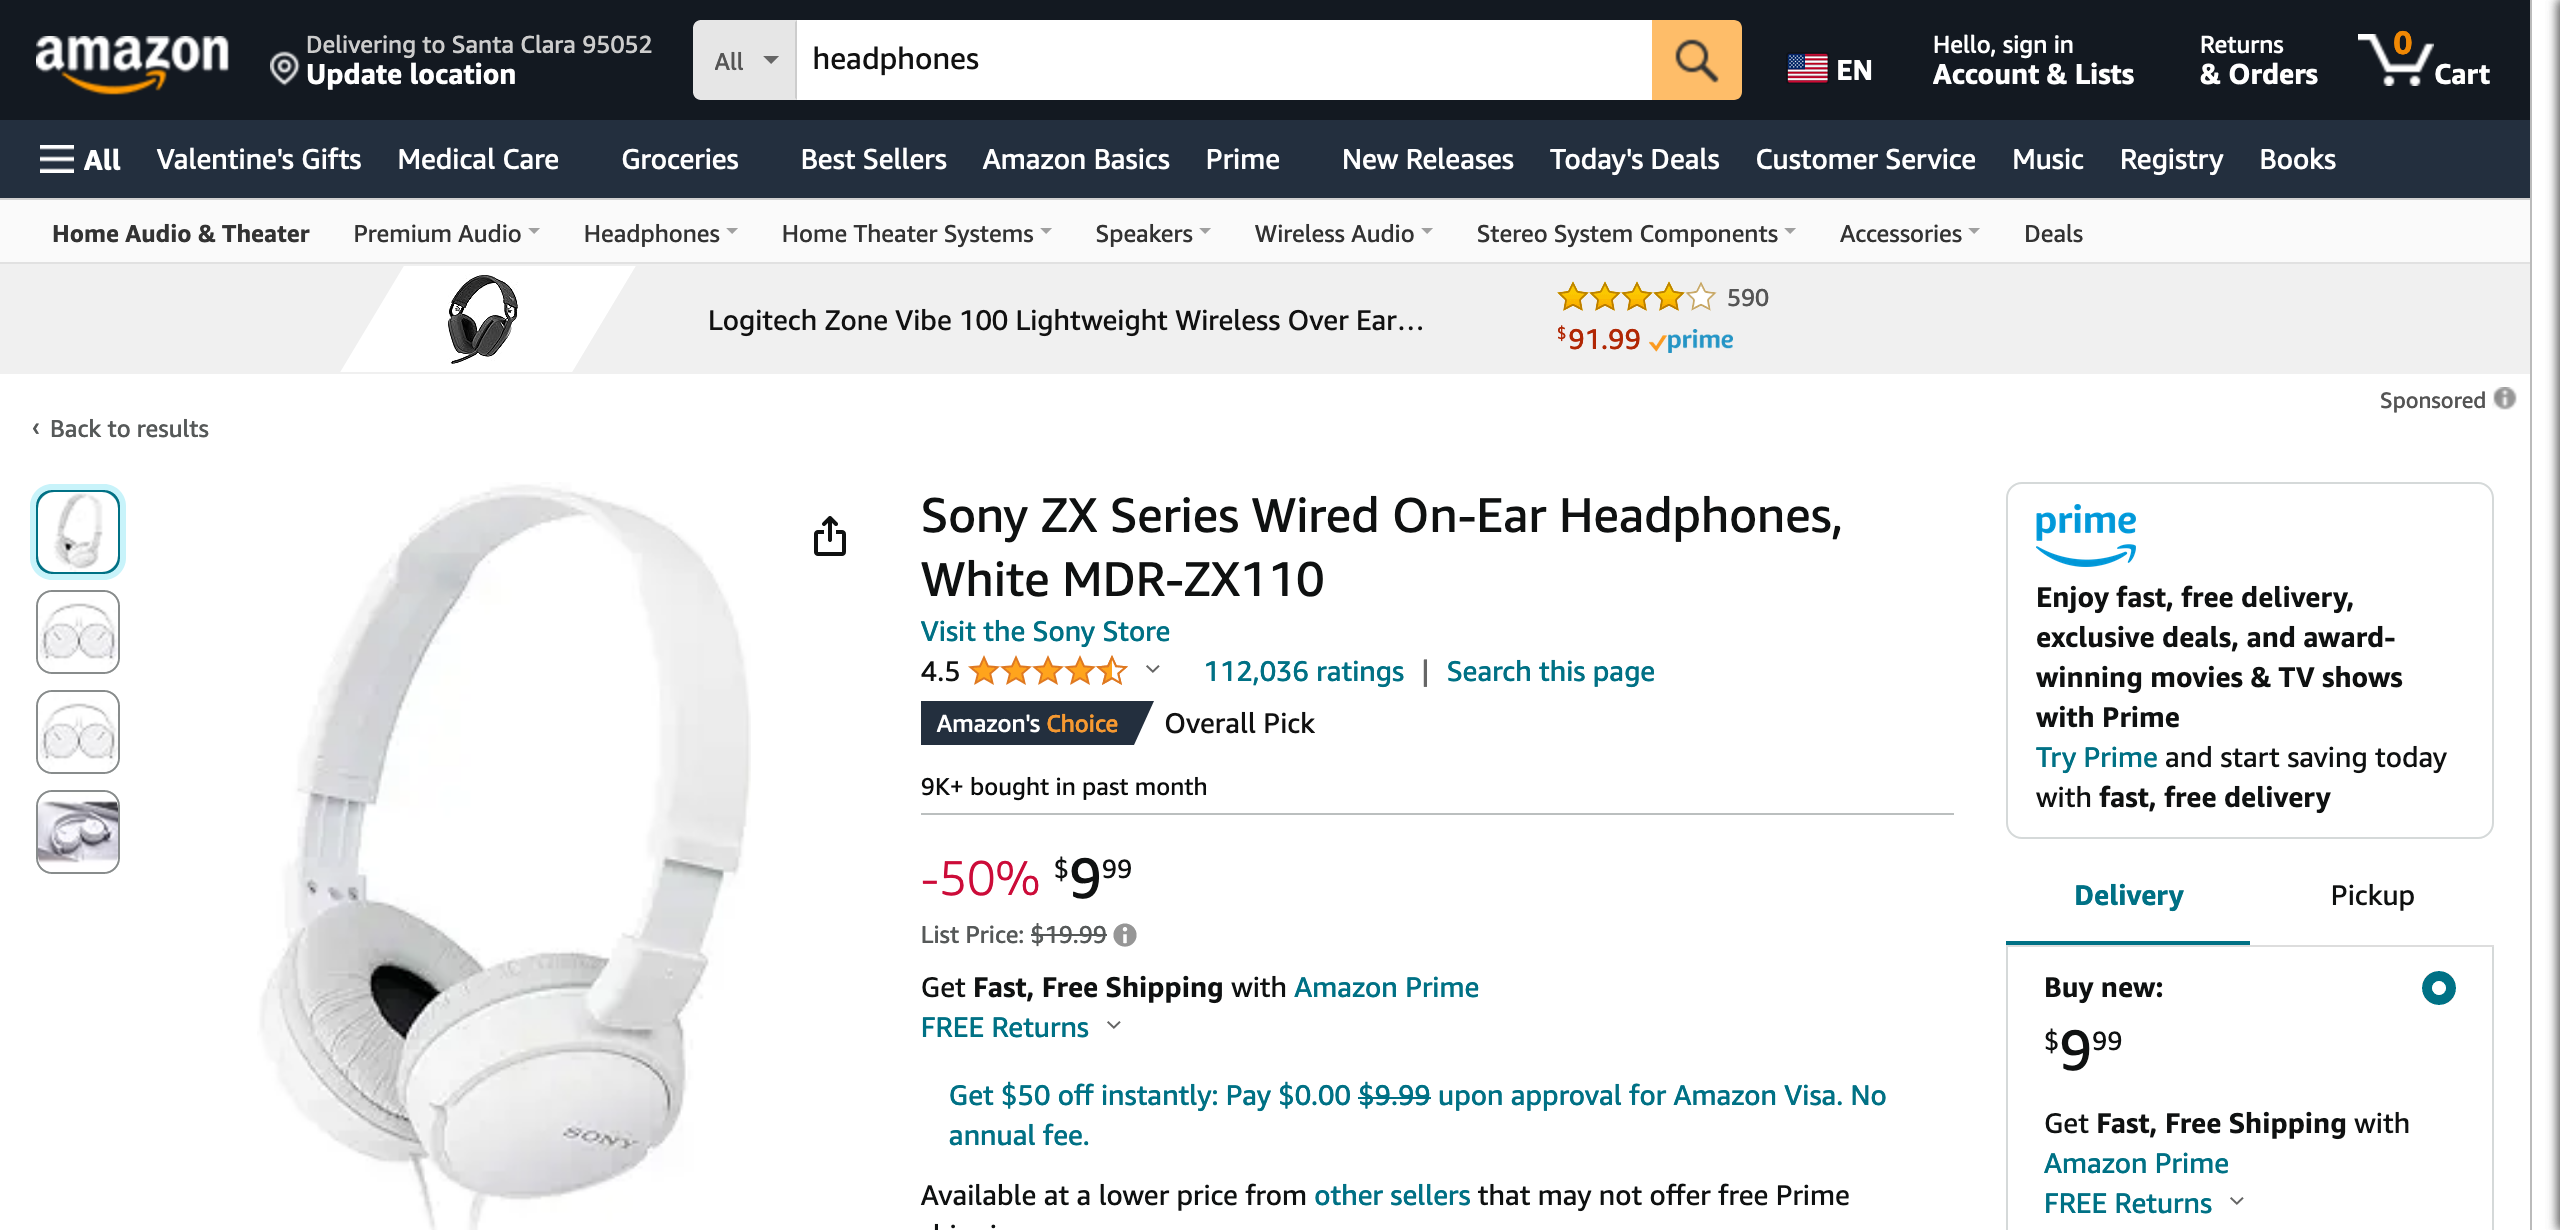 amazon
Delivering to Santa Clara 95052
Update location
All
headphones
EN
Hello, sign in
Account & Lists
Returns
& Orders
0
Cart
All
Valentine's Gifts
Medical Care
Groceries
Best Sellers
Amazon Basics
Prime
New Releases
Today's Deals
Customer Service
Music
Registry
Books
Home Audio & Theater
Premium Audio
Headphones
Home Theater Systems
Speakers
Wireless Audio
Stereo System Components
Accessories
Deals
Logitech Zone Vibe 100 Lightweight Wireless Over Ear…
590
$91.99 prime
Sponsored
‹ Back to results
SONY
Sony ZX Series Wired On-Ear Headphones,
White MDR-ZX110
Visit the Sony Store
4.5
112,036 ratings | Search this page
Amazon's Choice
Overall Pick
9K+ bought in past month
-50% $9.99
List Price: $19.99
Get Fast, Free Shipping with Amazon Prime
FREE Returns
Get $50 off instantly: Pay $0.00 $9.99 upon approval for Amazon Visa. No
annual fee.
Available at a lower price from other sellers that may not offer free Prime
prime
Enjoy fast, free delivery,
exclusive deals, and award-
winning movies & TV shows
with Prime
Try Prime and start saving today
with fast, free delivery
Delivery
Pickup
Buy new:
$9.99
Get Fast, Free Shipping with
Amazon Prime
FREE Returns